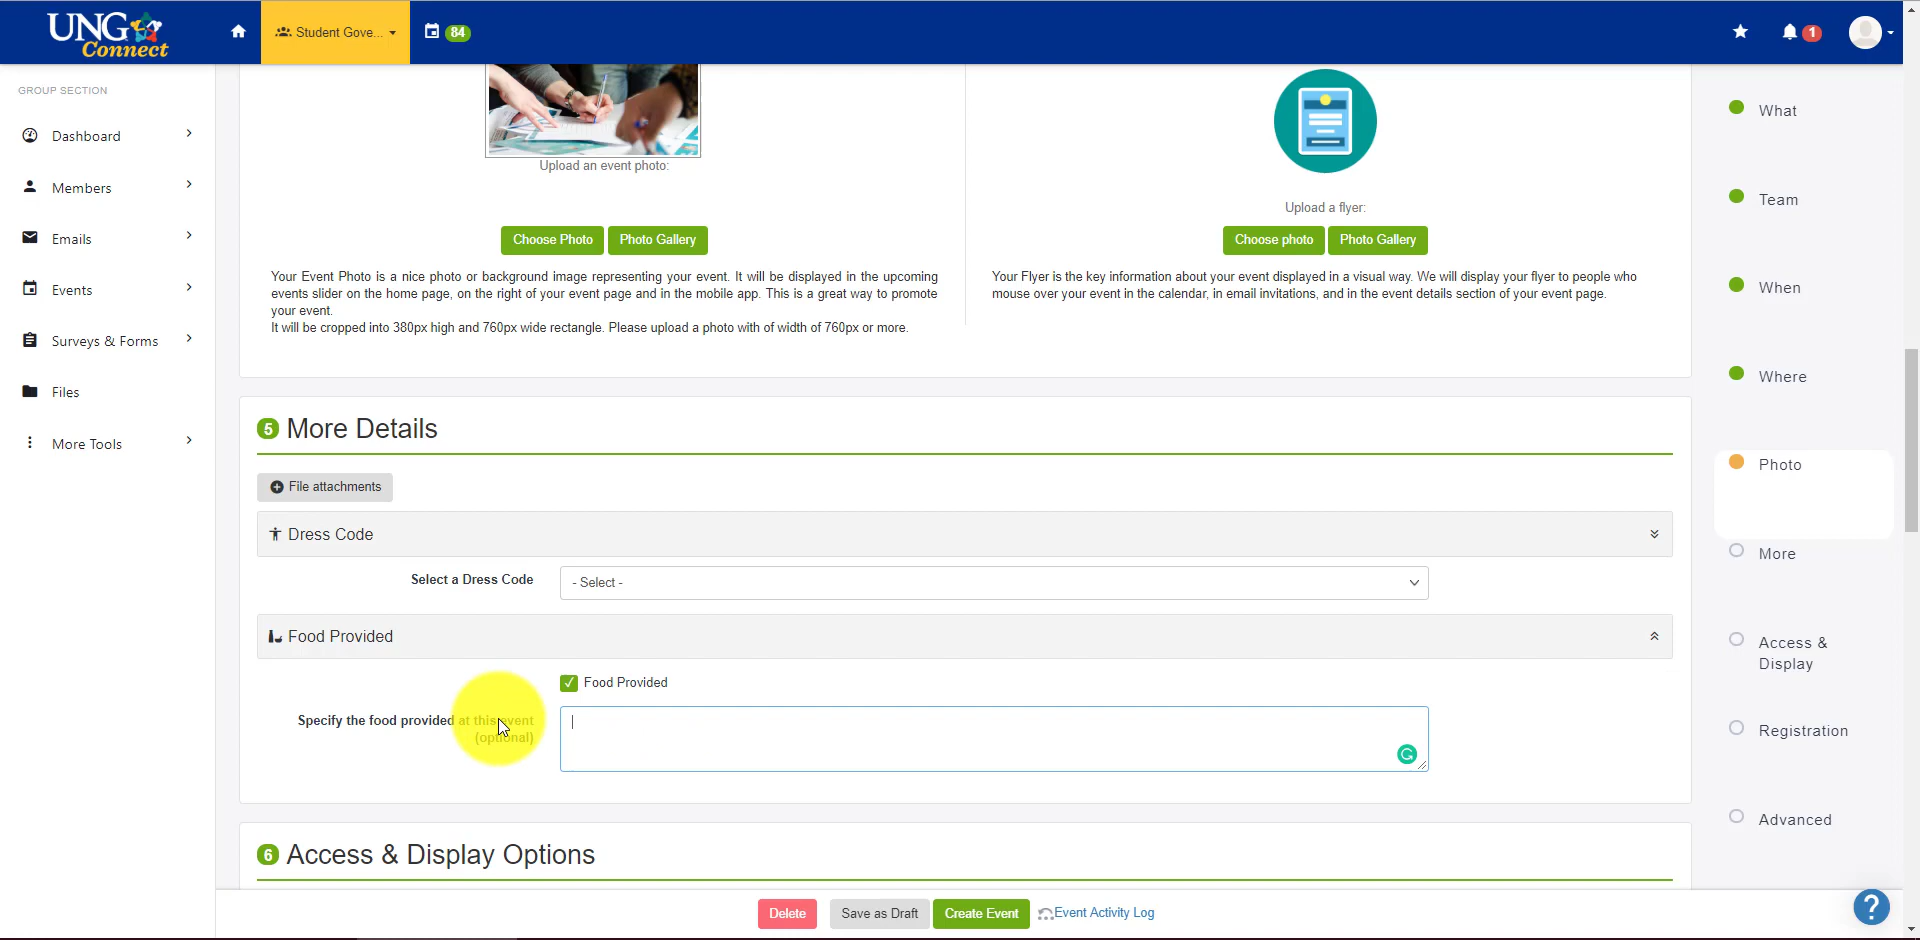 UNG Connect
Student Gove...
84
1
GROUP SECTION
Dashboard
Members
Emails
Events
Surveys & Forms
Files
More Tools
Upload an event photo:
Choose Photo
Photo Gallery
Your Event Photo is a nice photo or background image representing your event. It will be displayed in the upcoming
events slider on the home page, on the right of your event page and in the mobile app. This is a great way to promote
your event.
It will be cropped into 380px high and 760px wide rectangle. Please upload a photo with of width of 760px or more.
Upload a flyer:
Choose photo
Photo Gallery
Your Flyer is the key information about your event displayed in a visual way. We will display your flyer to people who
mouse over your event in the calendar, in email invitations, and in the event details section of your event page.
5 More Details
File attachments
Dress Code
Select a Dress Code
- Select -
Food Provided
Food Provided
Specify the food provided at this event
(optional)
6 Access & Display Options
Delete
Save as Draft
Create Event
Event Activity Log
What
Team
When
Where
Photo
More
Access &
Display
Registration
Advanced
?